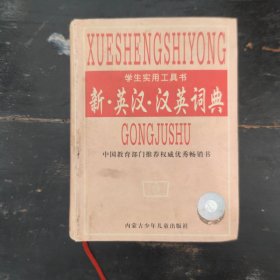 XUESHENGSHIYONG
学生实用工具书
新·英汉·汉英词典
GONGJUSHU
中国教育部门推荐权威优秀畅销书
内蒙古少年儿童出版社